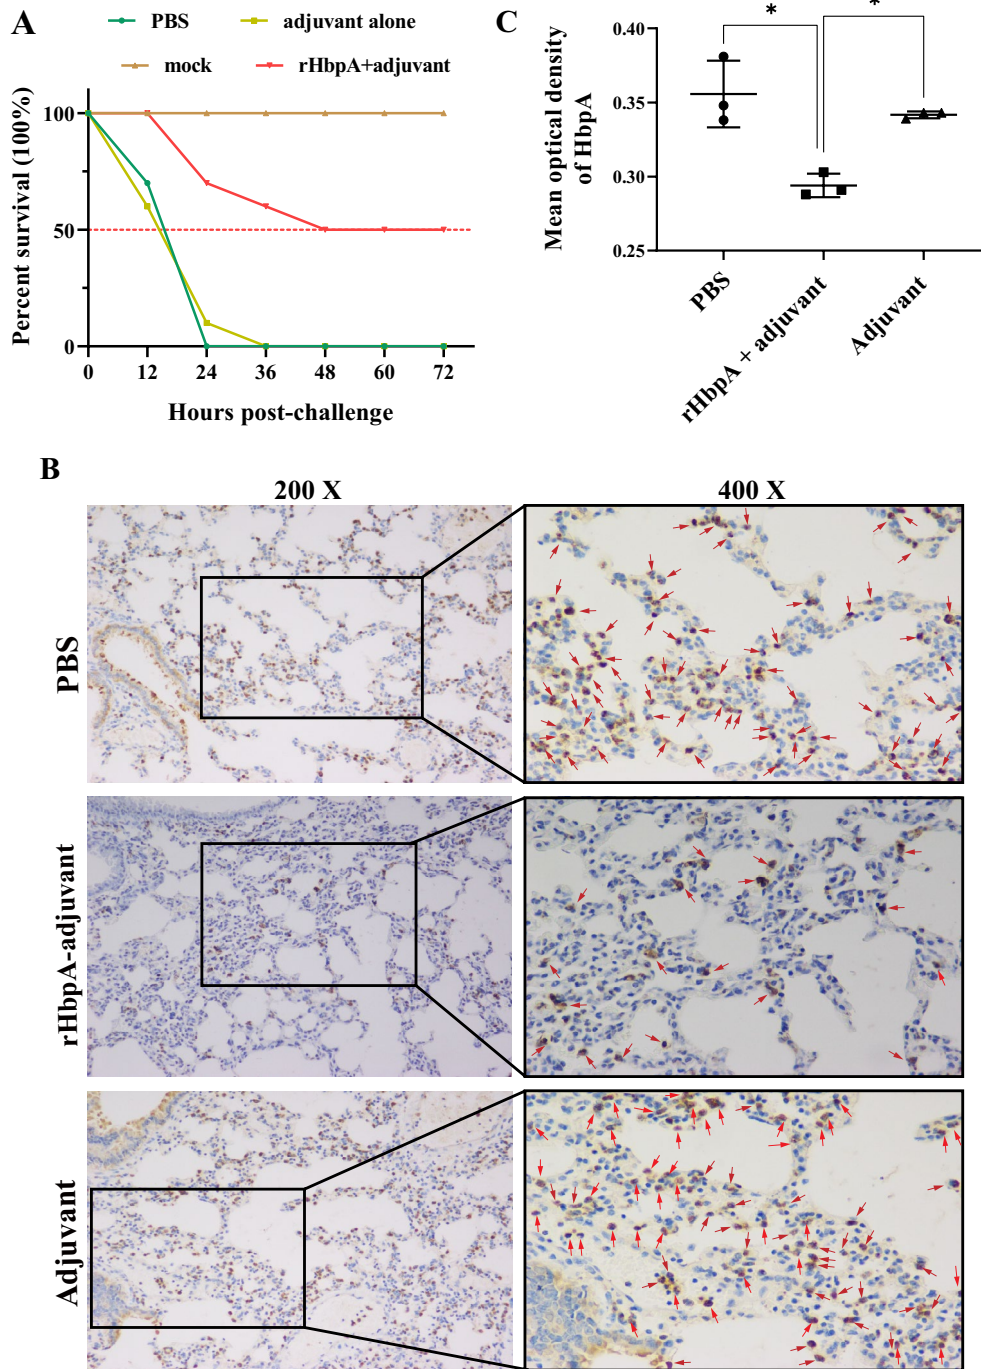 A
PBS
adjuvant alone
mock
rHbpA+adjuvant
Percent survival (100%)
100
50
0
0 12 24 36 48 60 72
Hours post-challenge
C
* *
Mean optical density
of HbpA
0.40
0.35
0.30
0.25
PBS
rHbpA + adjuvant
Adjuvant
B
200 X
400 X
PBS
rHbpA-adjuvant
Adjuvant